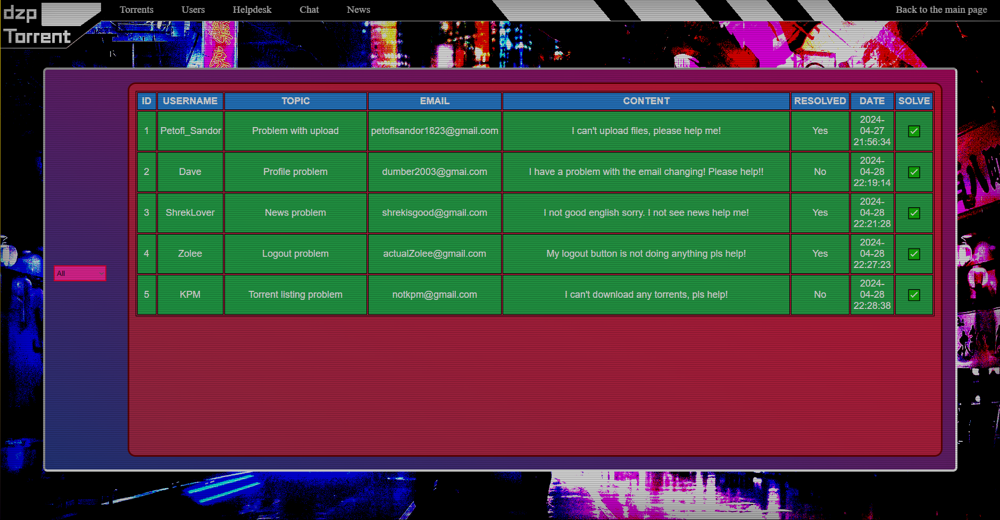 dzp
Torrent
Torrents Users Helpdesk Chat News Back to the main page
All
ID USERNAME TOPIC EMAIL CONTENT RESOLVED DATE SOLVE
1 Petofi_Sandor Problem with upload petofisandor1823@gmail.com I can't upload files, please help me! Yes 2024-
04-27
21:56:34
2 Dave Profile problem dumber2003@gmai.com I have a problem with the email changing! Please help!! No 2024-
04-28
22:19:14
3 ShrekLover News problem shrekisgood@gmail.com I not good english sorry. I not see news help me! Yes 2024-
04-28
22:21:28
4 Zolee Logout problem actualZolee@gmail.com My logout button is not doing anything pls help! Yes 2024-
04-28
22:27:23
5 KPM Torrent listing problem notkpm@gmail.com I can't download any torrents, pls help! No 2024-
04-28
22:28:38